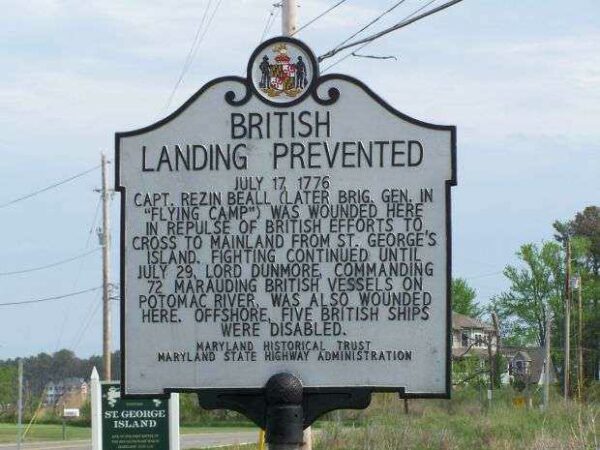 BRITISH
LANDING PREVENTED
JULY 17, 1776
CAPT. REZIN BEALL (LATER BRIG. GEN. IN
"FLYING CAMP") WAS WOUNDED HERE
IN REPULSE OF BRITISH EFFORTS TO
CROSS TO MAINLAND FROM ST. GEORGE'S
ISLAND. FIGHTING CONTINUED UNTIL
JULY 29. LORD DUNMORE, COMMANDING
72 MARAUDING BRITISH VESSELS ON
POTOMAC RIVER, WAS ALSO WOUNDED
HERE. OFFSHORE, FIVE BRITISH SHIPS
WERE DISABLED.
MARYLAND HISTORICAL TRUST
MARYLAND STATE HIGHWAY ADMINISTRATION
ST. GEORGE
ISLAND